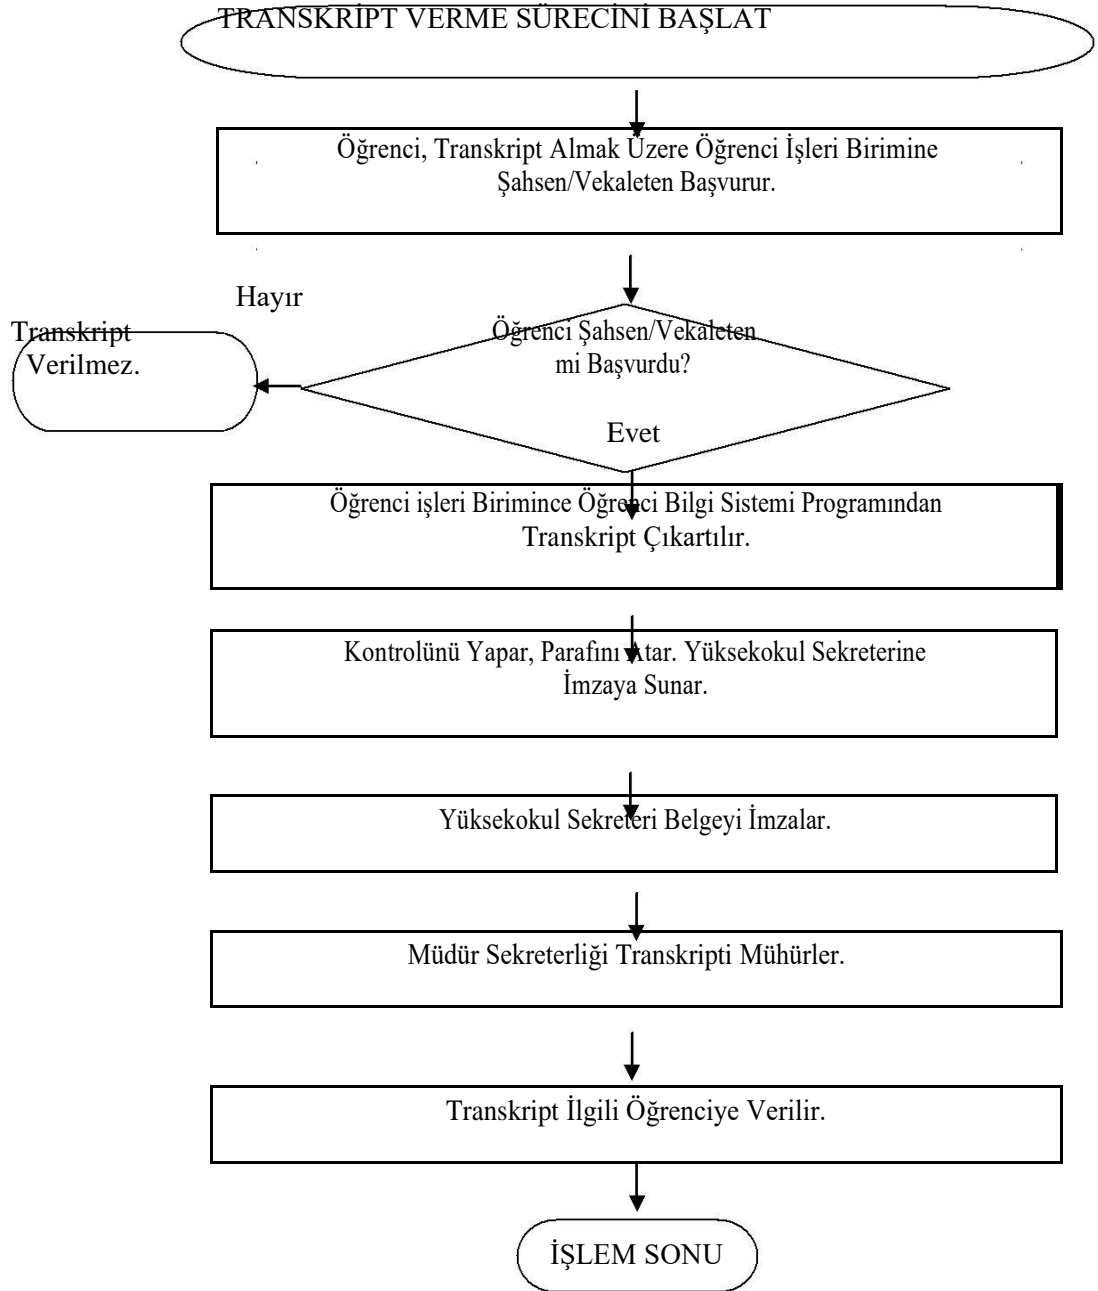 TRANSKRİPT VERME SÜRECİNİ BAŞLAT
Öğrenci, Transkript Almak Üzere Öğrenci İşleri Birimine
Şahsen/Vekaleten Başvurur.
Hayır
Transkript
Verilmez.
Öğrenci Şahsen/Vekaleten
mi Başvurdu?
Evet
Öğrenci işleri Birimince Öğrenci Bilgi Sistemi Programından
Transkript Çıkartılır.
Kontrolünü Yapar, Parafını Atar. Yüksekokul Sekreterine
İmzaya Sunar.
Yüksekokul Sekreteri Belgeyi İmzalar.
Müdür Sekreterliği Transkripti Mühürler.
Transkript İlgili Öğrenciye Verilir.
İŞLEM SONU